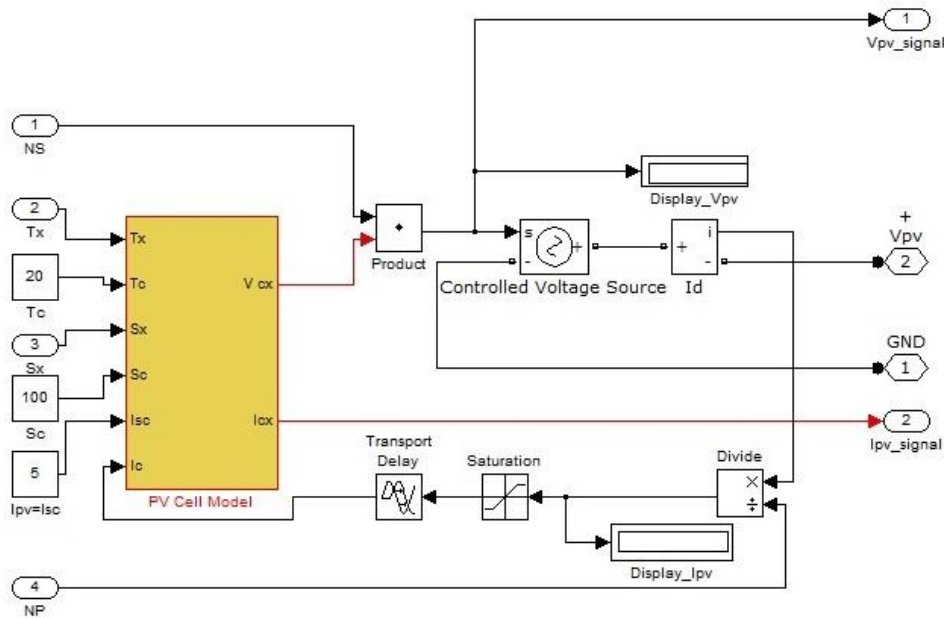 1
Vpv_signal
1
NS
Display_Vpv
2
Tx
Tx
Product
s
+
-
+
i
-
+
Vpv
2
20
Tc
Tc
V cx
Controlled Voltage Source
Id
3
Sx
Sx
GND
1
100
Sc
Sc
Isc
Icx
2
Ipv_signal
5
Ipv=Isc
Ic
PV Cell Model
Transport
Delay
Saturation
Divide
×
÷
Display_Ipv
4
NP